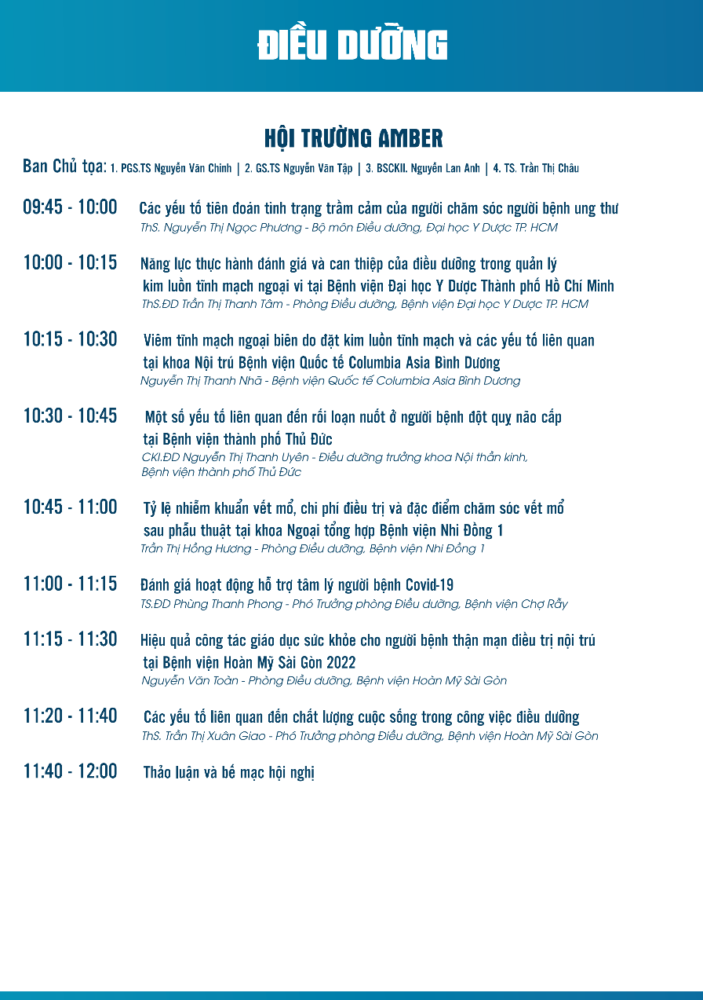 ĐIỀU DƯỠNG
HỘI TRƯỜNG AMBER
Ban Chủ tọa: 1. PGS.TS Nguyễn Văn Chinh | 2. GS.TS Nguyễn Văn Tập | 3. BSCKII. Nguyễn Lan Anh | 4. TS. Trần Thị Châu
09:45 - 10:00 Các yếu tố tiên đoán tình trạng trầm cảm của người chăm sóc người bệnh ung thư
ThS. Nguyễn Thị Ngọc Phương - Bộ môn Điều dưỡng, Đại học Y Dược TP. HCM
10:00 - 10:15 Năng lực thực hành đánh giá và can thiệp của điều dưỡng trong quản lý
kim luồn tĩnh mạch ngoại vi tại Bệnh viện Đại học Y Dược Thành phố Hồ Chí Minh
ThS.ĐD Trần Thị Thanh Tâm - Phòng Điều dưỡng, Bệnh viện Đại học Y Dược TP. HCM
10:15 - 10:30 Viêm tĩnh mạch ngoại biên do đặt kim luồn tĩnh mạch và các yếu tố liên quan
tại khoa Nội trú Bệnh viện Quốc tế Columbia Asia Bình Dương
Nguyễn Thị Thanh Nhã - Bệnh viện Quốc tế Columbia Asia Bình Dương
10:30 - 10:45 Một số yếu tố liên quan đến rối loạn nuốt ở người bệnh đột quỵ não cấp
tại Bệnh viện thành phố Thủ Đức
CKI.ĐD Nguyễn Thị Thanh Uyên - Điều dưỡng trưởng khoa Nội thần kinh,
Bệnh viện thành phố Thủ Đức
10:45 - 11:00 Tỷ lệ nhiễm khuẩn vết mổ, chi phí điều trị và đặc điểm chăm sóc vết mổ
sau phẫu thuật tại khoa Ngoại tổng hợp Bệnh viện Nhi Đồng 1
Trần Thị Hồng Hương - Phòng Điều dưỡng, Bệnh viện Nhi Đồng 1
11:00 - 11:15 Đánh giá hoạt động hỗ trợ tâm lý người bệnh Covid-19
TS.ĐD Phùng Thanh Phong - Phó Trưởng phòng Điều dưỡng, Bệnh viện Chợ Rẫy
11:15 - 11:30 Hiệu quả công tác giáo dục sức khỏe cho người bệnh thận mạn điều trị nội trú
tại Bệnh viện Hoàn Mỹ Sài Gòn 2022
Nguyễn Văn Toàn - Phòng Điều dưỡng, Bệnh viện Hoàn Mỹ Sài Gòn
11:20 - 11:40 Các yếu tố liên quan đến chất lượng cuộc sống trong công việc điều dưỡng
ThS. Trần Thị Xuân Giao - Phó Trưởng phòng Điều dưỡng, Bệnh viện Hoàn Mỹ Sài Gòn
11:40 - 12:00 Thảo luận và bế mạc hội nghị